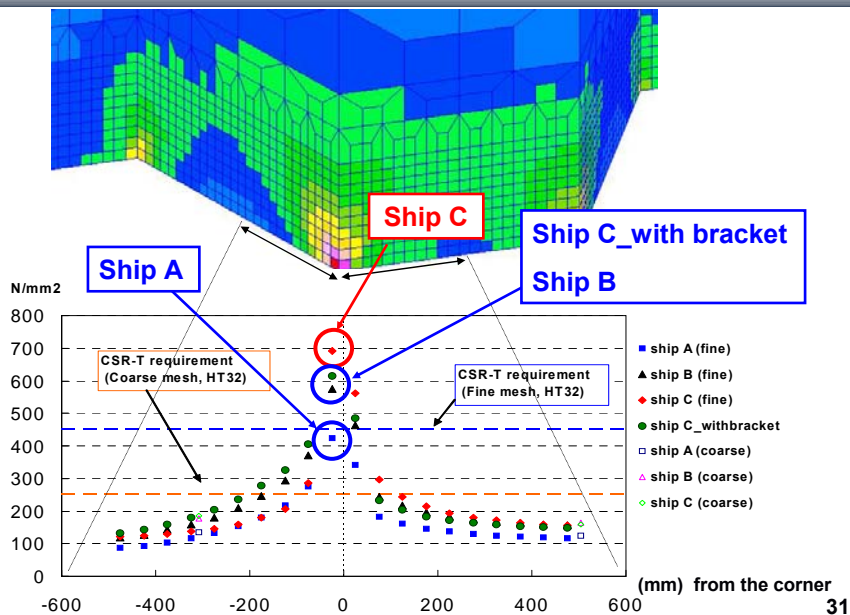 Ship C
Ship C_with bracket
Ship B
Ship A
N/mm2
800
700
600
500
400
300
200
100
0
CSR-T requirement
(Coarse mesh, HT32)
CSR-T requirement
(Fine mesh, HT32)
ship A (fine)
ship B (fine)
ship C (fine)
ship C_withbracket
ship A (coarse)
ship B (coarse)
ship C (coarse)
-600 -400 -200 0 200 400 600
(mm) from the corner
31